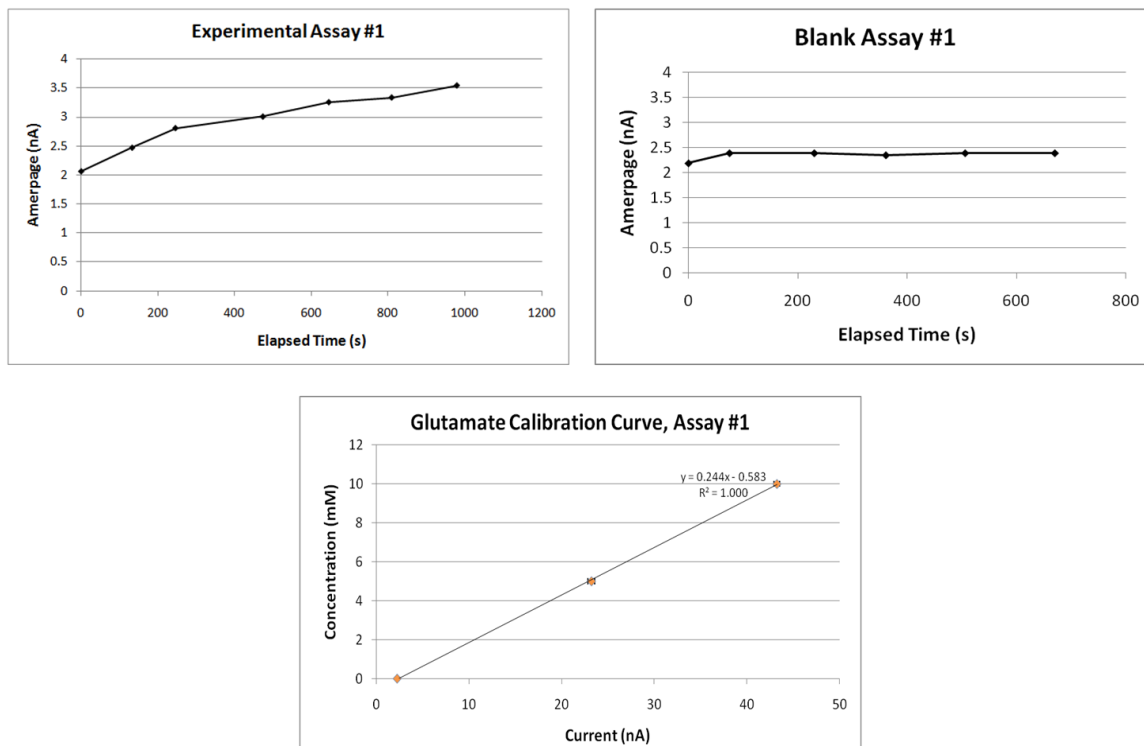 Experimental Assay #1
4
3.5
3
2.5
2
1.5
1
0.5
0
Amerpage (nA)
0 200 400 600 800 1000 1200
Elapsed Time (s)
Blank Assay #1
4
3.5
3
2.5
2
1.5
1
0.5
0
Amerpage (nA)
0 200 400 600 800
Elapsed Time (s)
Glutamate Calibration Curve, Assay #1
12
10
8
6
4
2
0
Concentration (mM)
y = 0.244x - 0.583
R² = 1.000
0 10 20 30 40 50
Current (nA)